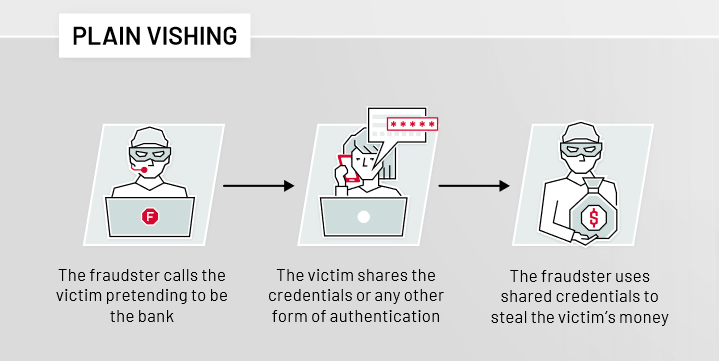 PLAIN VISHING
*****
F
$
The fraudster calls the
victim pretending to be
the bank
The victim shares the
credentials or any other
form of authentication
The fraudster uses
shared credentials to
steal the victim's money